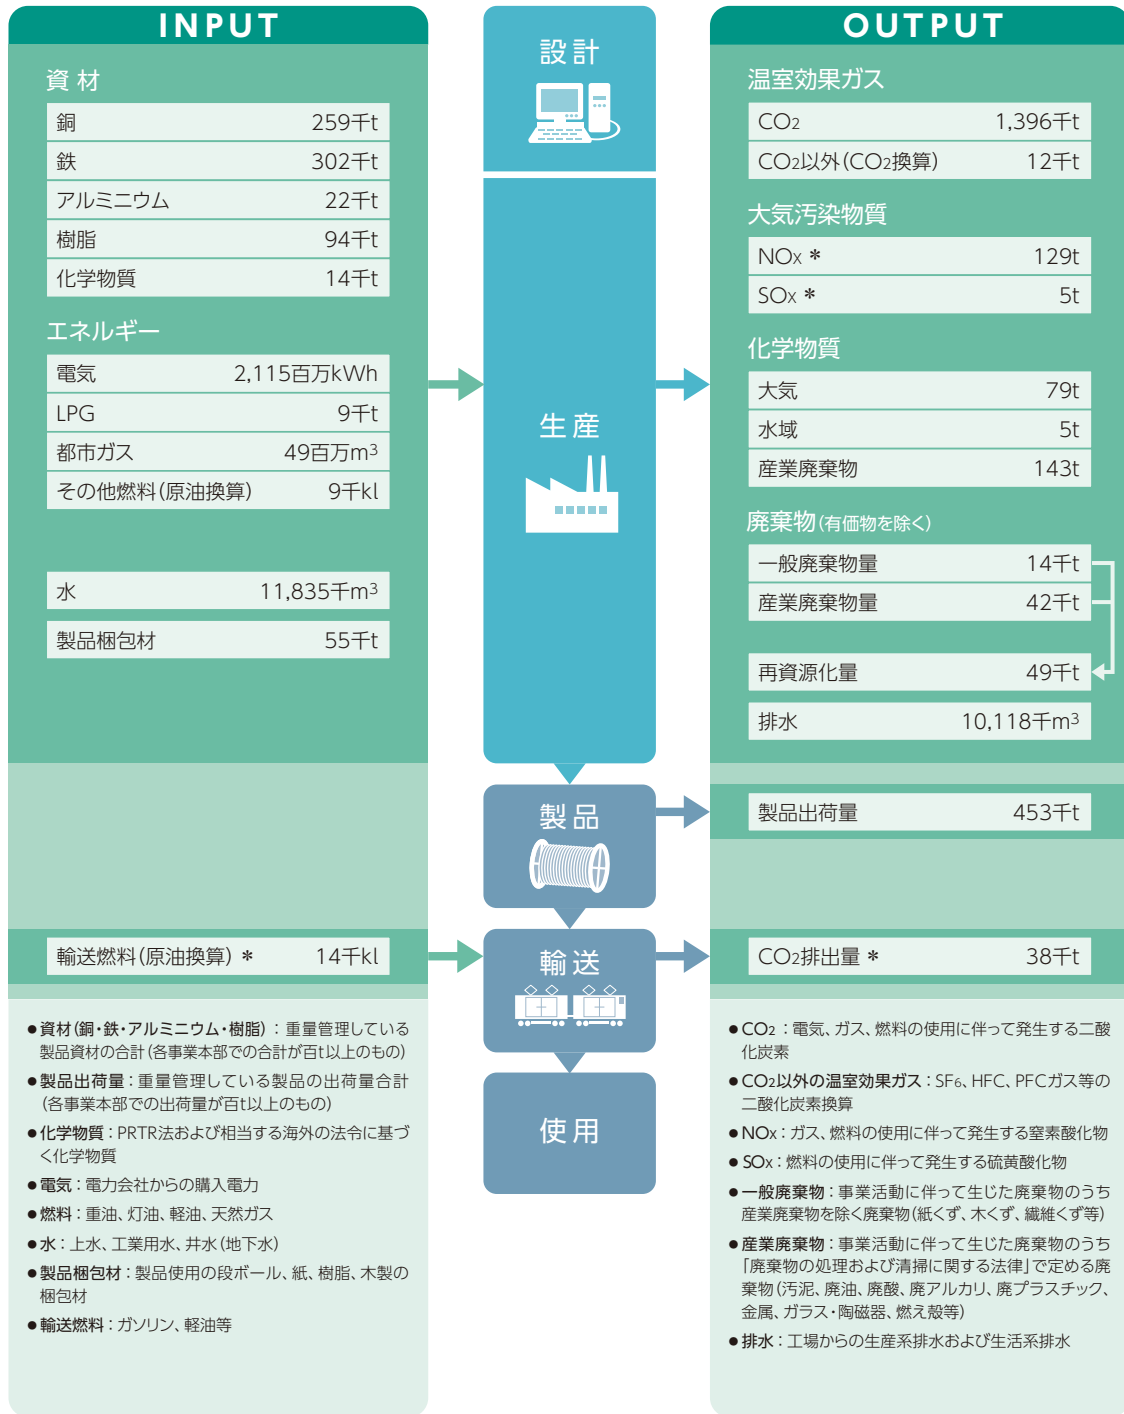 INPUT
資材
銅 259千t
鉄 302千t
アルミニウム 22千t
樹脂 94千t
化学物質 14千t
エネルギー
電気 2,115百万kWh
LPG 9千t
都市ガス 49百万m3
その他燃料(原油換算) 9千kl
水 11,835千m3
製品梱包材 55千t
輸送燃料(原油換算) * 14千kl
●資材(銅・鉄・アルミニウム・樹脂)：重量管理している
製品資材の合計(各事業本部での合計が百t以上のもの)
●製品出荷量：重量管理している製品の出荷量合計
(各事業本部での出荷量が百t以上のもの)
●化学物質：PRTR法および相当する海外の法令に基づ
く化学物質
●電気：電力会社からの購入電力
●燃料：重油、灯油、軽油、天然ガス
●水：上水、工業用水、井水(地下水)
●製品梱包材：製品使用の段ボール、紙、樹脂、木製の
梱包材
●輸送燃料：ガソリン、軽油等
設計
生産
製品
輸送
使用
OUTPUT
温室効果ガス
CO2 1,396千t
CO2以外(CO2換算) 12千t
大気汚染物質
NOx * 129t
SOx * 5t
化学物質
大気 79t
水域 5t
産業廃棄物 143t
廃棄物(有価物を除く)
一般廃棄物量 14千t
産業廃棄物量 42千t
再資源化量 49千t
排水 10,118千m3
製品出荷量 453千t
CO2排出量 * 38千t
●CO2：電気、ガス、燃料の使用に伴って発生する二酸
化炭素
●CO2以外の温室効果ガス：SF6、HFC、PFCガス等の
二酸化炭素換算
●NOx：ガス、燃料の使用に伴って発生する窒素酸化物
●SOx：燃料の使用に伴って発生する硫黄酸化物
●一般廃棄物：事業活動に伴って生じた廃棄物のうち
産業廃棄物を除く廃棄物(紙くず、木くず、繊維くず等)
●産業廃棄物：事業活動に伴って生じた廃棄物のうち
「廃棄物の処理および清掃に関する法律」で定める廃
棄物(汚泥、廃油、廃酸、廃アルカリ、廃プラスチック、
金属、ガラス・陶磁器、燃え殻等)
●排水：工場からの生産系排水および生活系排水